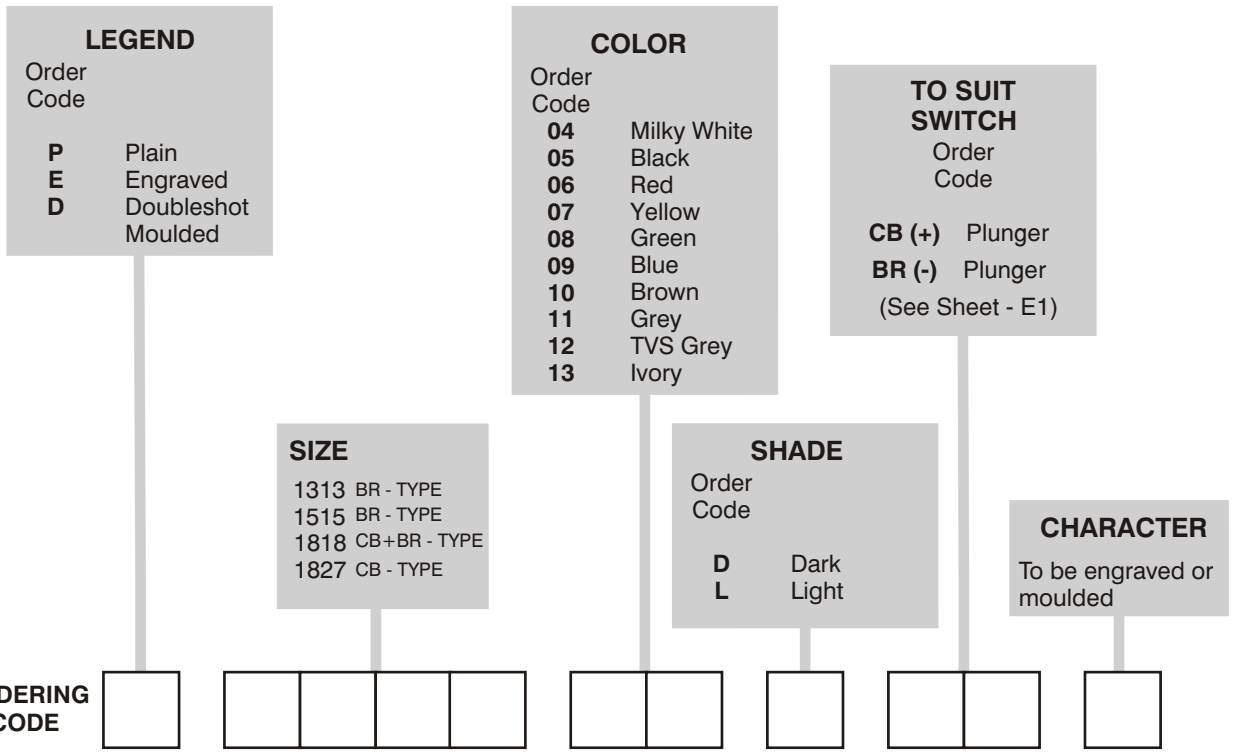 LEGEND
Order
Code
P Plain
E Engraved
D Doubleshot
Moulded
COLOR
Order
Code
04 Milky White
05 Black
06 Red
07 Yellow
08 Green
09 Blue
10 Brown
11 Grey
12 TVS Grey
13 Ivory
TO SUIT
SWITCH
Order
Code
CB (+) Plunger
BR (-) Plunger
(See Sheet - E1)
SIZE
1313 BR - TYPE
1515 BR - TYPE
1818 CB+BR - TYPE
1827 CB - TYPE
SHADE
Order
Code
D Dark
L Light
CHARACTER
To be engraved or
moulded
DERING
CODE